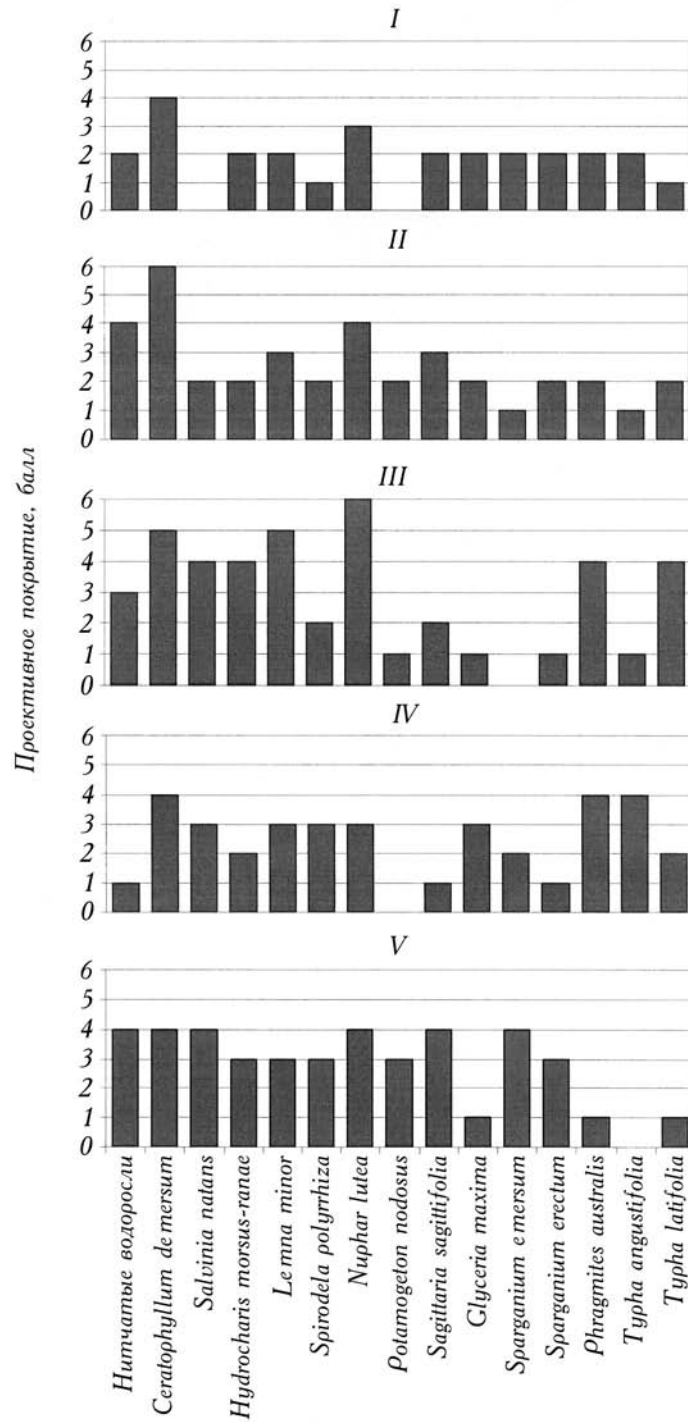 I
6
5
4
3
2
1
0
II
6
5
4
3
2
1
0
III
6
5
4
3
2
1
0
IV
6
5
4
3
2
1
0
V
6
5
4
3
2
1
0
Проективное покрытие, балл
Нитчатые водоросли
Ceratophyllum demersum
Salvinia natans
Hydrocharis morsus-ranae
Lemna minor
Spirodela polyrrhiza
Nuphar lutea
Potamogeton nodosus
Sagittaria sagittifolia
Glyceria maxima
Sparganium emersum
Sparganium erectum
Phragmites australis
Typha angustifolia
Typha latifolia